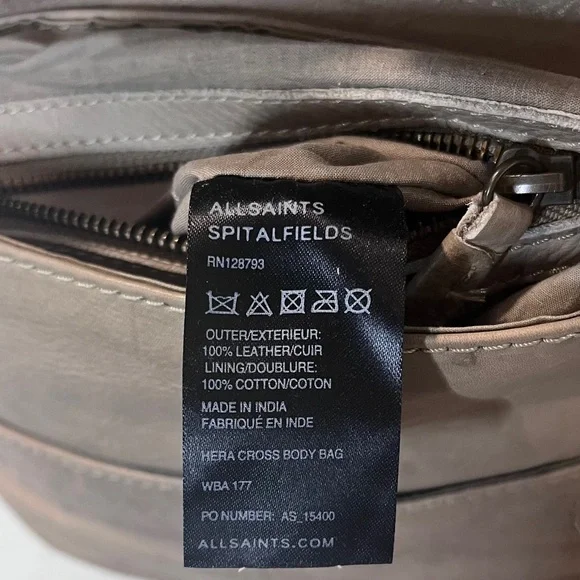 ALLSAINTS
SPITALFIELDS
RN128793
OUTER/EXTERIEUR:
100% LEATHER/CUIR
LINING/DOUBLURE:
100% COTTON/COTON
MADE IN INDIA
FABRIQUÉ EN INDE
HERA CROSS BODY BAG
WBA 177
PO NUMBER: AS_15400
ALLSAINTS.COM